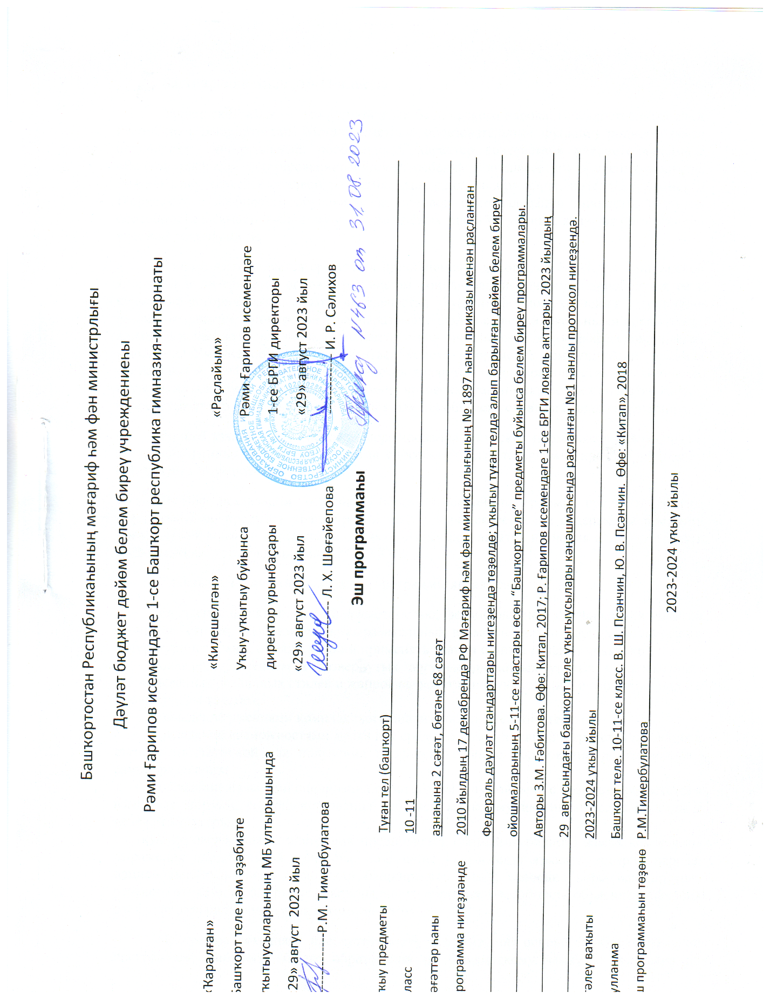 Башҡортостан Республикаһының мәғариф һәм фән министрлығы
Дәүләт бюджет дөйөм белем биреү учреждениеһы
Рәми Ғарипов исемендәге 1-се Башҡорт республика гимназия-интернаты
«Ҡаралған» «Килешелгән» «Раҫлайым»
Башҡорт теле һәм әҙәбиәте Уҡыу-уҡытыу буйынса Рәми Ғарипов исемендәге
ҡытыусыларының МБ ултырышында директор урынбаҫары 1-се БРГИ директоры
29» август 2023 йыл «29» август 2023 йыл «29» август 2023 йыл
------------Р.М. Тимербулатова ------------- Л. Х. Шөғәйепова ------------- И. Р. Сәлихов
Приказ N 463 от 31.08.2023
Эш программаһы
ҡыу предметы Туған тел (башҡорт)
ласс 10 -11
әғәттәр һаны аҙнаһына 2 сәғәт, бөтәһе 68 сәғәт
рограмма нигеҙләнде 2010 йылдың 17 декабрендә РФ Мәғариф һәм фән министрлығының № 1897 һаны приказы менән раҫланған
Федераль дәүләт стандарттары нигеҙендә төҙөлдө; уҡытыу туған телдә алып барылған дөйөм белем биреү
ойошмаларының 5-11-се кластары өсөн “Башҡорт теле” предметы буйынса белем биреү программалары.
Авторы З.М. Ғәбитова. Өфө: Китап, 2017; Р. Ғарипов исемендәге 1-се БРГИ локаль акттары; 2023 йылдың
29 авгусындағы башҡорт теле уҡытыусылары кәңәшмәһендә раҫланған №1 һанлы протокол нигеҙендә.
тәлеү ваҡыты 2023-2024 уҡыу йылы
улланма Башҡорт теле. 10-11-се класс. В. Ш. Псәнчин, Ю. В. Псәнчин. Өфө: «Китап», 2018
ш программаһын төҙөнө Р.М.Тимербулатова
2023-2024 уҡыу йылы